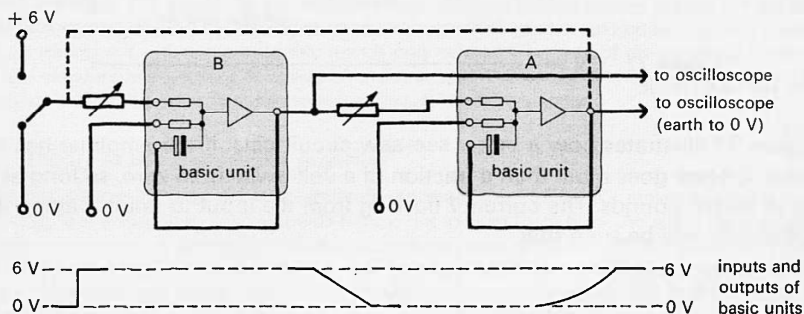 + 6 V
B
A
to oscilloscope
to oscilloscope
(earth to 0 V)
basic unit
basic unit
0 V
0 V
0 V
6 V
6 V
inputs and
0 V
0 V
outputs of
basic units